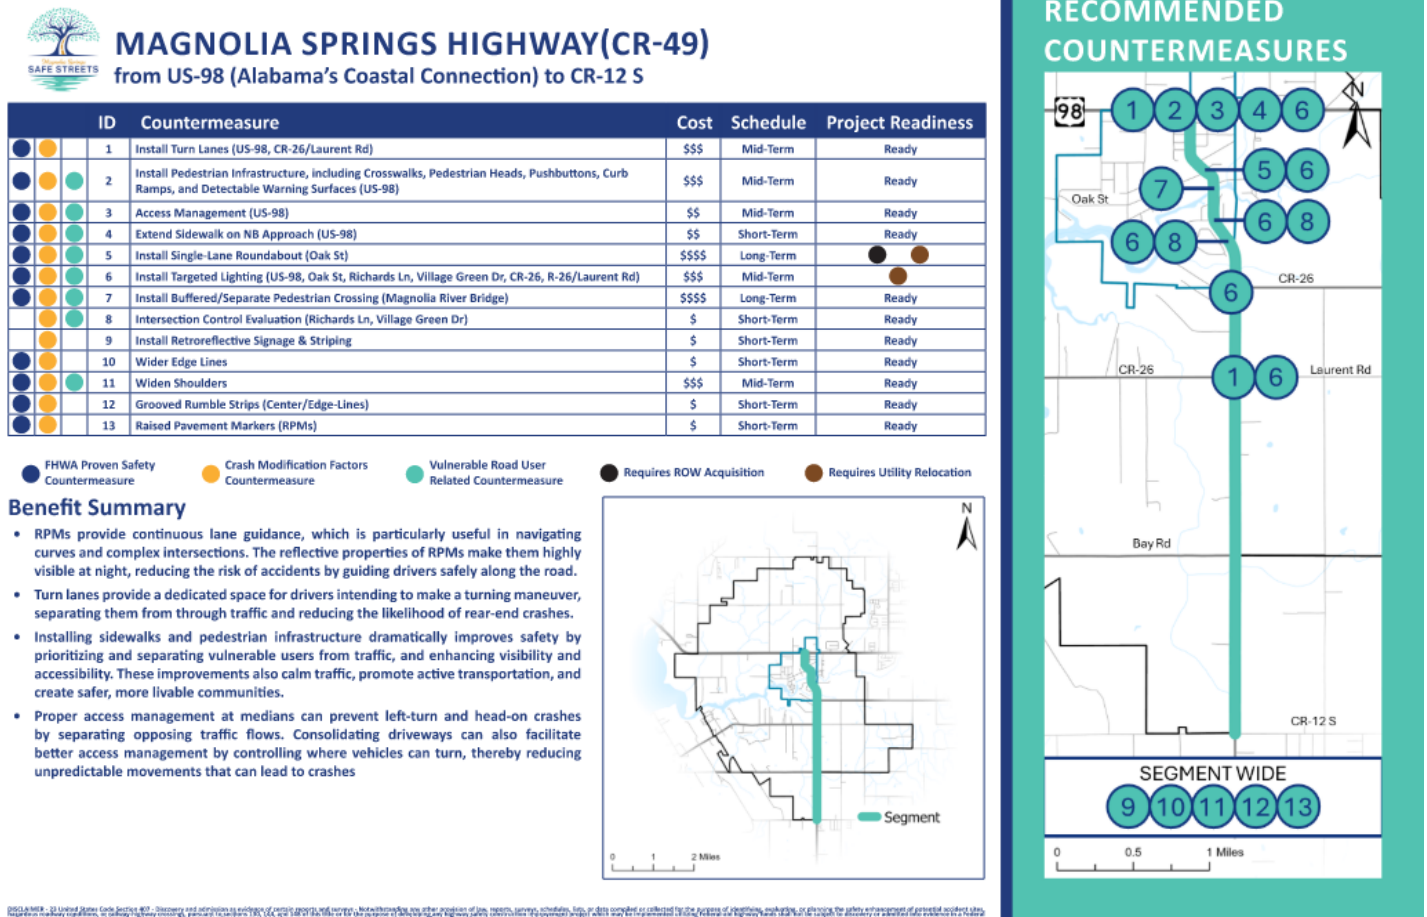 Magnolia Springs
SAFE STREETS
MAGNOLIA SPRINGS HIGHWAY(CR-49)
from US-98 (Alabama's Coastal Connection) to CR-12 S
ID Countermeasure Cost Schedule Project Readiness
1 Install Turn Lanes (US-98, CR-26/Laurent Rd) $$$ Mid-Term Ready
2 Install Pedestrian Infrastructure, including Crosswalks, Pedestrian Heads, Pushbuttons, Curb
Ramps, and Detectable Warning Surfaces (US-98) $$$ Mid-Term Ready
3 Access Management (US-98) $$ Mid-Term Ready
4 Extend Sidewalk on NB Approach (US-98) $$ Short-Term Ready
5 Install Single-Lane Roundabout (Oak St) $$$$ Long-Term
6 Install Targeted Lighting (US-98, Oak St, Richards Ln, Village Green Dr, CR-26, R-26/Laurent Rd) $$$ Mid-Term
7 Install Buffered/Separate Pedestrian Crossing (Magnolia River Bridge) $$$$ Long-Term Ready
8 Intersection Control Evaluation (Richards Ln, Village Green Dr) $ Short-Term Ready
9 Install Retroreflective Signage & Striping $ Short-Term Ready
10 Wider Edge Lines $ Short-Term Ready
11 Widen Shoulders $$$ Mid-Term Ready
12 Grooved Rumble Strips (Center/Edge-Lines) $ Short-Term Ready
13 Raised Pavement Markers (RPMs) $ Short-Term Ready
FHWA Proven Safety
Countermeasure
Crash Modification Factors
Countermeasure
Vulnerable Road User
Related Countermeasure
Requires ROW Acquisition
Requires Utility Relocation
Benefit Summary
• RPMs provide continuous lane guidance, which is particularly useful in navigating
curves and complex intersections. The reflective properties of RPMs make them highly
visible at night, reducing the risk of accidents by guiding drivers safely along the road.
• Turn lanes provide a dedicated space for drivers intending to make a turning maneuver,
separating them from through traffic and reducing the likelihood of rear-end crashes.
• Installing sidewalks and pedestrian infrastructure dramatically improves safety by
prioritizing and separating vulnerable users from traffic, and enhancing visibility and
accessibility. These improvements also calm traffic, promote active transportation, and
create safer, more livable communities.
• Proper access management at medians can prevent left-turn and head-on crashes
by separating opposing traffic flows. Consolidating driveways can also facilitate
better access management by controlling where vehicles can turn, thereby reducing
unpredictable movements that can lead to crashes
N
Segment
0 1 2 Miles
RECOMMENDED
COUNTERMEASURES
N
98 1 2 3 4 6
5 6
7
Oak St
6 8
6 8
CR-26
6
CR-26 1 6 Laurent Rd
Bay Rd
CR-12 S
SEGMENT WIDE
9 10 11 12 13
0 0.5 1 Miles